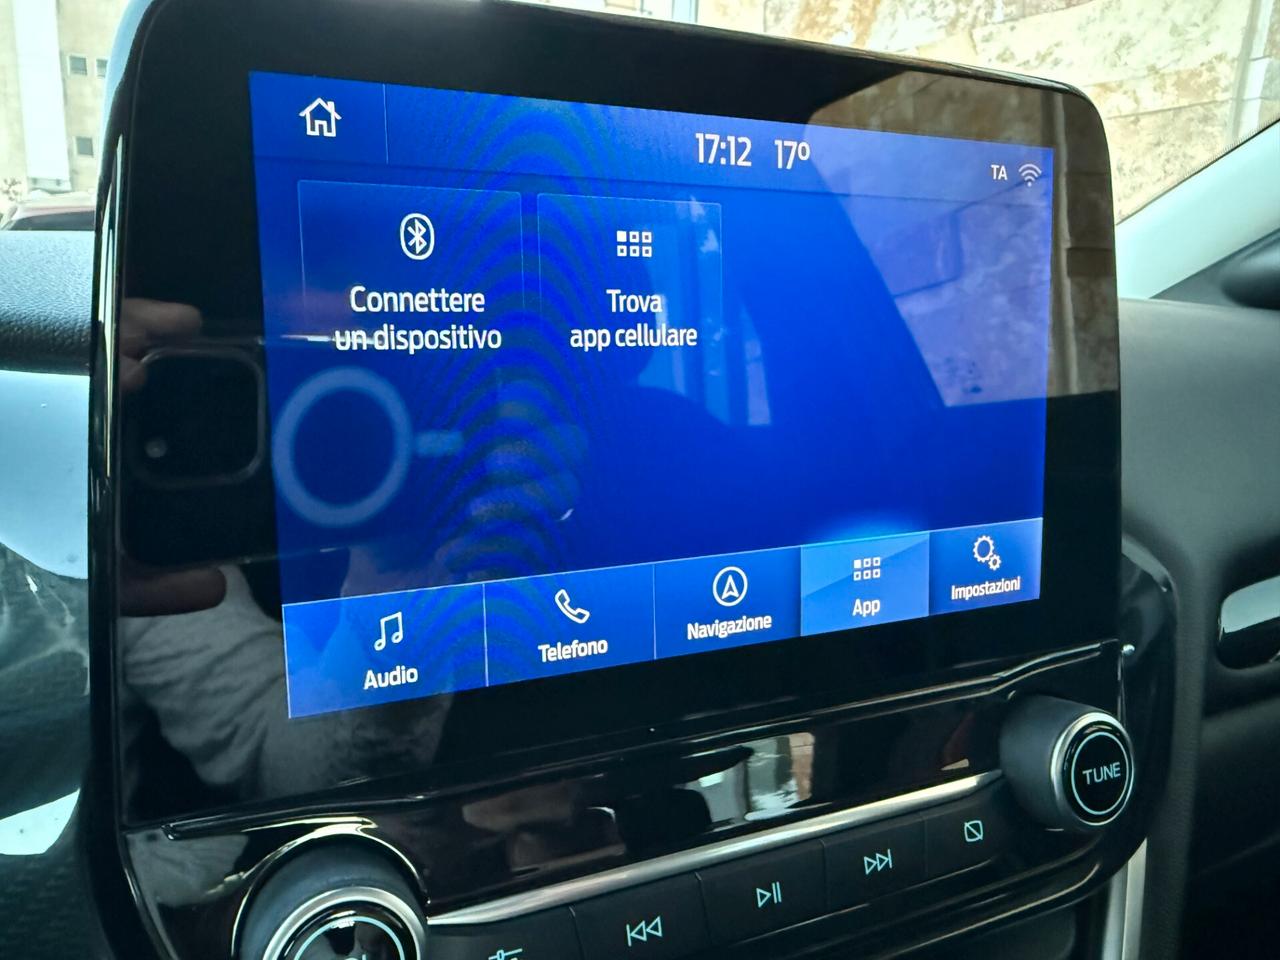 17:12 17°
TA
Connettere
un dispositivo
Trova
app cellulare
Audio
Telefono
Navigazione
App
Impostazioni
TUNE